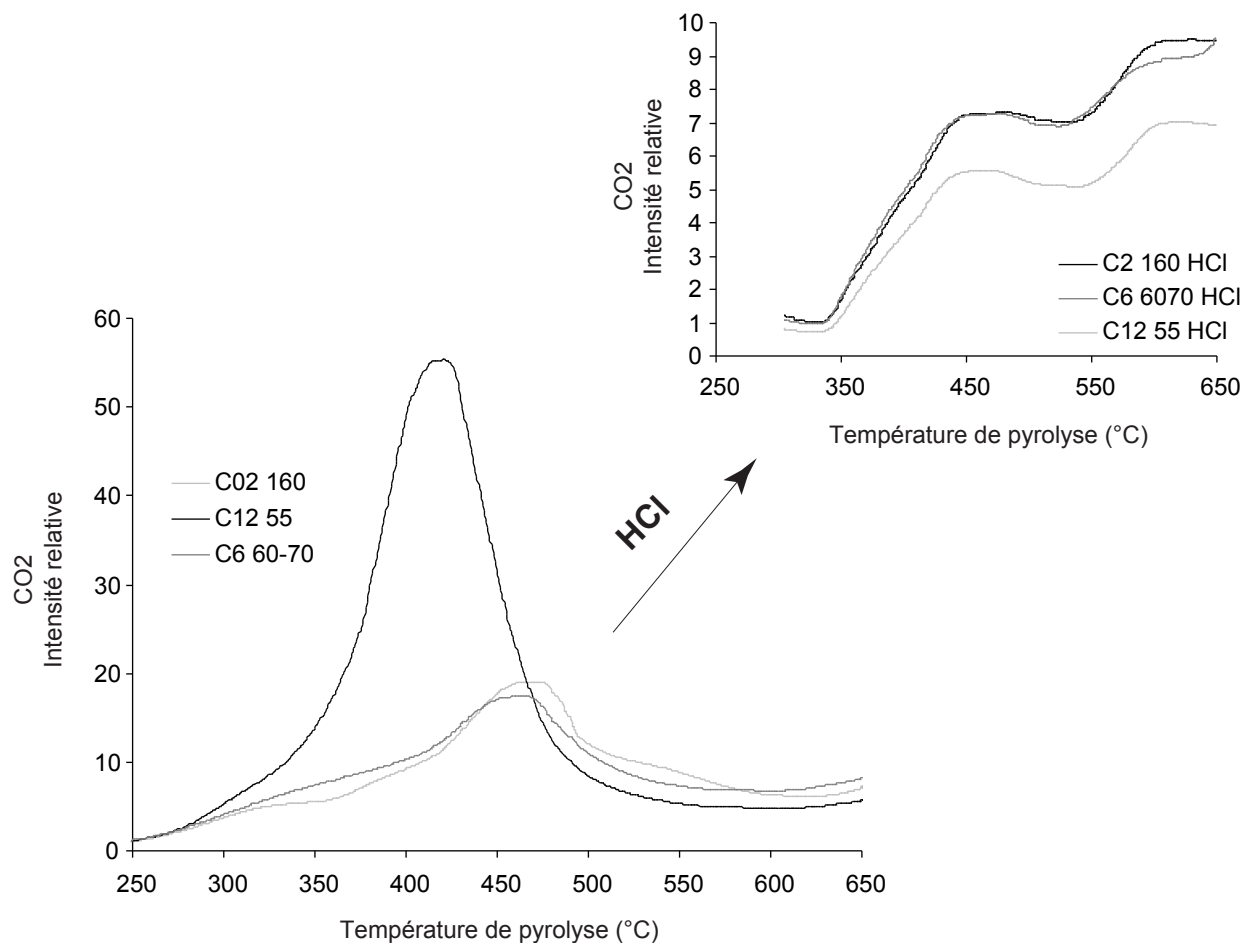 10
9
8
7
6
5
4
3
2
1
0
CO2
Intensité relative
250 350 450 550 650
Température de pyrolyse (°C)
C2 160 HCl
C6 6070 HCl
C12 55 HCl
HCl
60
50
40
30
20
10
0
CO2
Intensité relative
C02 160
C12 55
C6 60-70
250 300 350 400 450 500 550 600 650
Température de pyrolyse (°C)